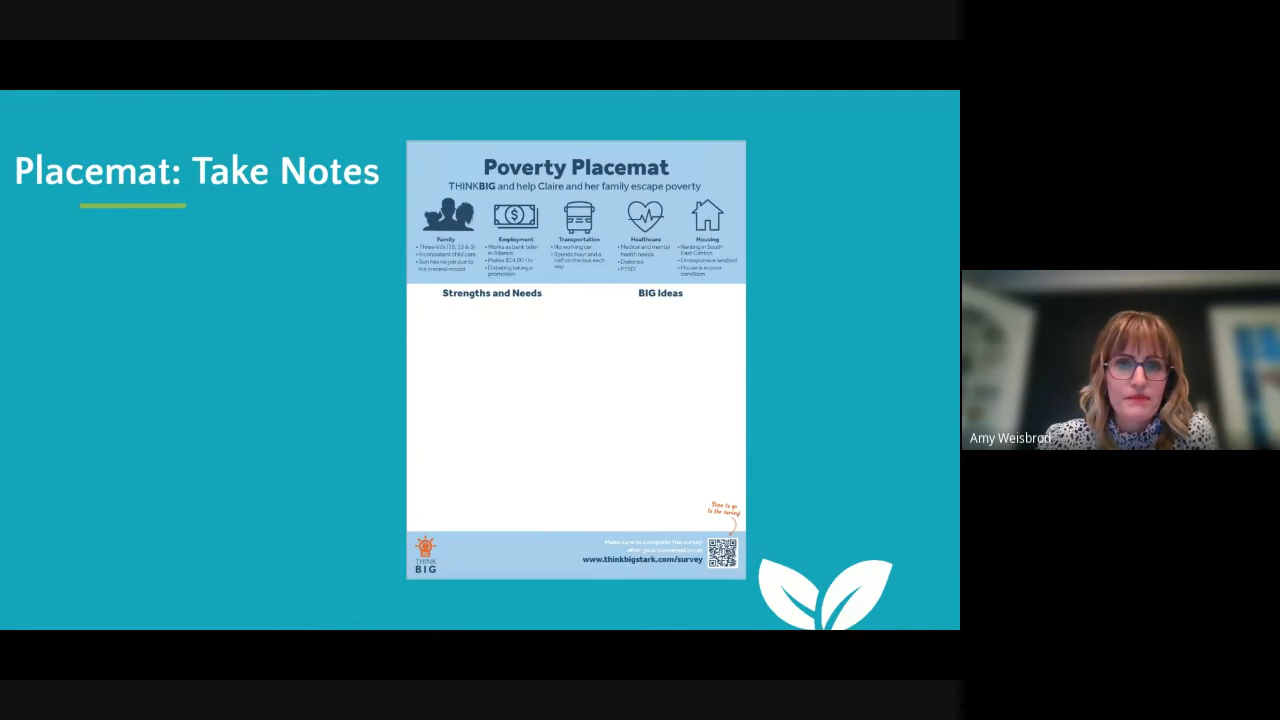 Placemat: Take Notes
Poverty Placemat
THINKBIG and help Claire and her family escape poverty
Family
• Three kids (19, 13 & 3)
• Inconsistent child care
• Son has no job due to
his criminal record
Employment
• Works as bank teller
in Alliance
• Makes $14.00 / hr
• Debating taking a
promotion
Transportation
• No working car
• Spends hour and a
half on the bus each
way
Healthcare
• Medical and mental
health needs
• Diabetes
• PTSD
Housing
• Renting in South
East Canton
• Unresponsive landlord
• House is in poor
condition
Strengths and Needs
BIG Ideas
Scan to go
to the survey!
THINK
BIG
Make sure to complete the survey
after your conversation at
www.thinkbigstark.com/survey
Amy Weisbrod